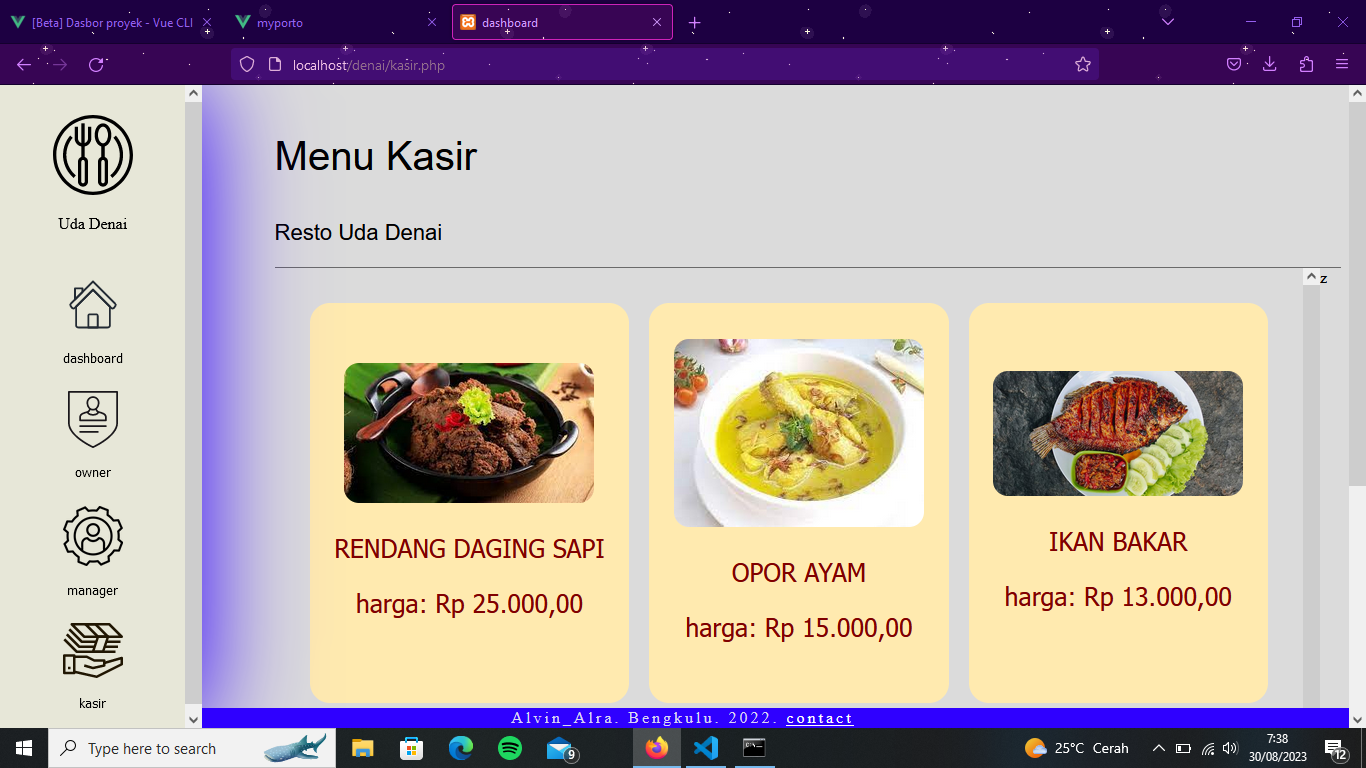 [Beta] Dasbor proyek - Vue CLI
myporto
dashboard
localhost/denai/kasir.php
Uda Denai
dashboard
owner
manager
kasir
Menu Kasir
Resto Uda Denai
z
RENDANG DAGING SAPI
harga: Rp 25.000,00
OPOR AYAM
harga: Rp 15.000,00
IKAN BAKAR
harga: Rp 13.000,00
Alvin_Alra. Bengkulu. 2022. contact
Type here to search
9
25°C Cerah
7:38
30/08/2023
12